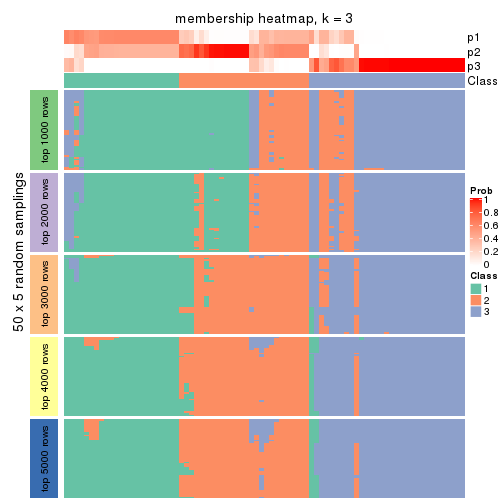 membership heatmap, k = 3
p1
p2
p3
Class
50 x 5 random samplings
top 1000 rows
top 2000 rows
top 3000 rows
top 4000 rows
top 5000 rows
Prob
1
0.8
0.6
0.4
0.2
0
Class
1
2
3